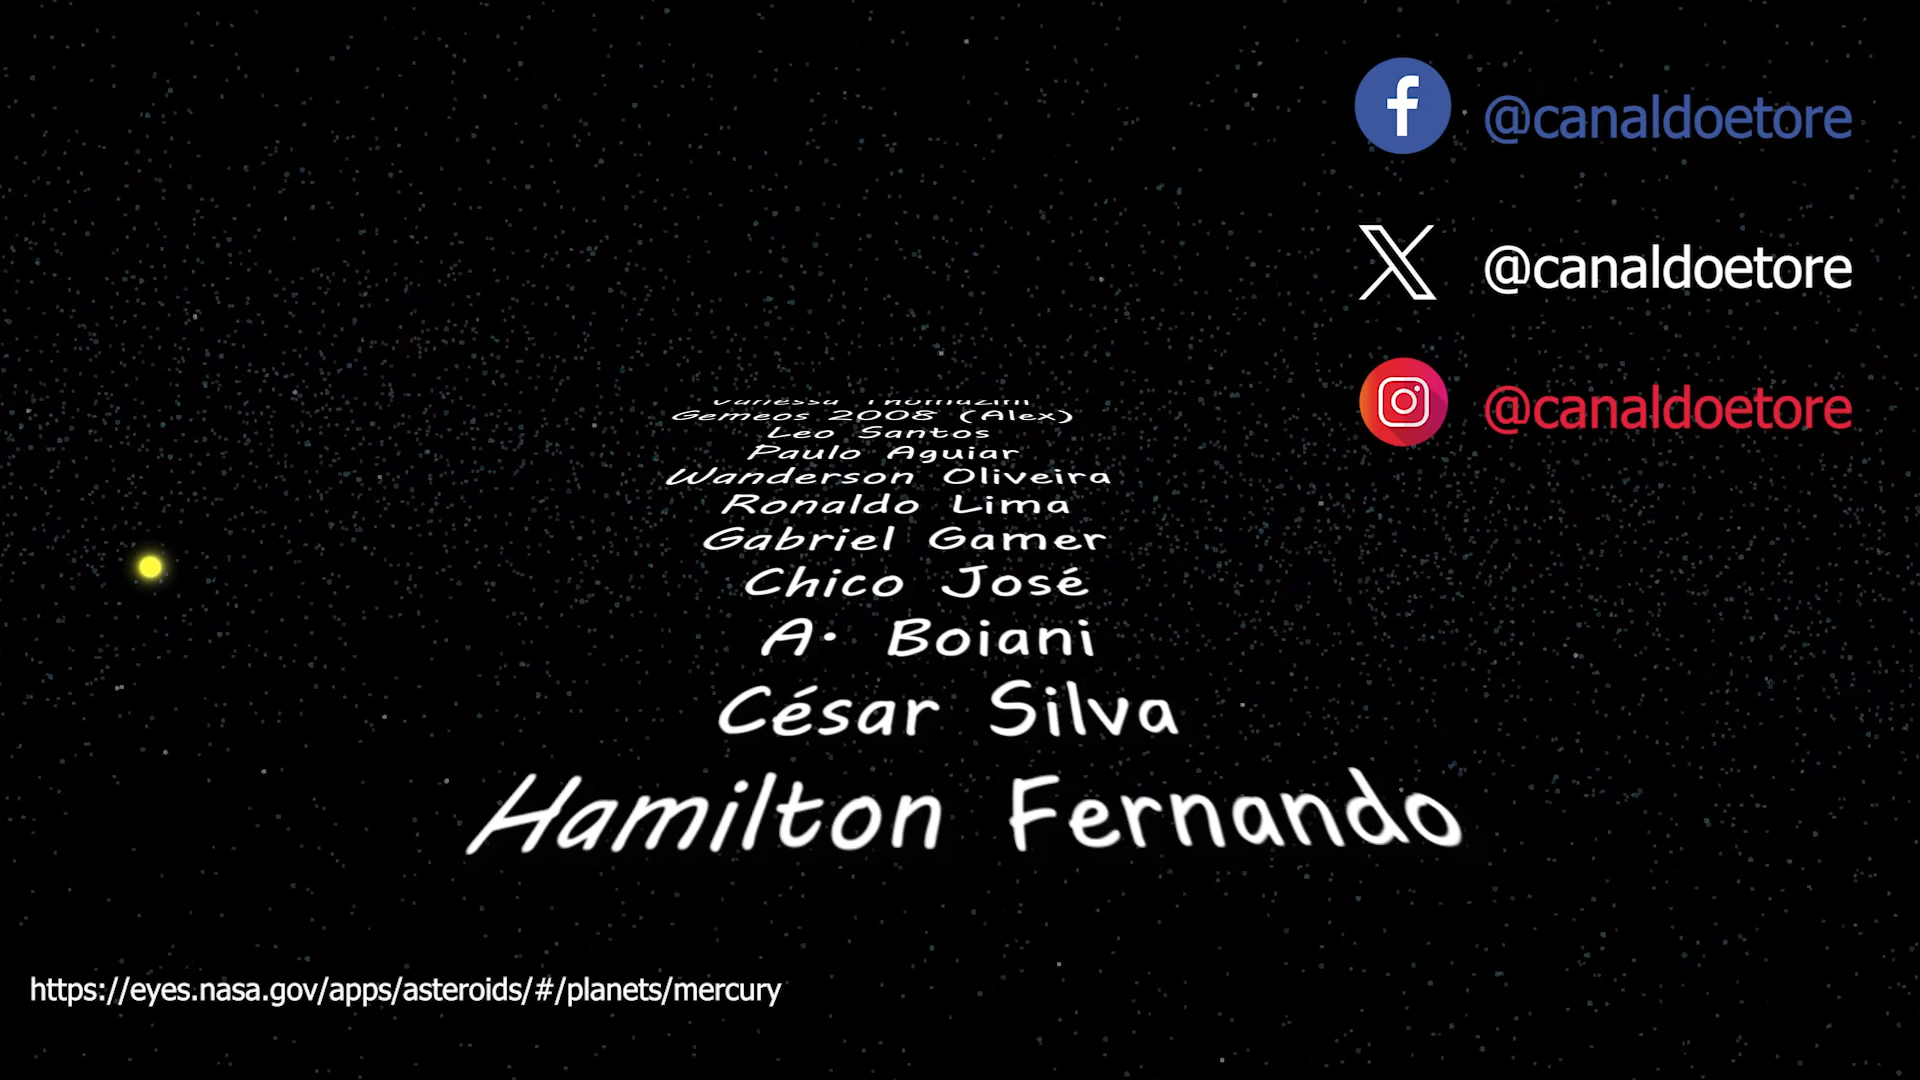 @canaldoetore
@canaldoetore
@canaldoetore
Gemeos 2008 (Alex)
Leo Santos
Paulo Aguiar
Wanderson Oliveira
Ronaldo Lima
Gabriel Gamer
Chico José
A. Boiani
César Silva
Hamilton Fernando
https://eyes.nasa.gov/apps/asteroids/#/planets/mercury